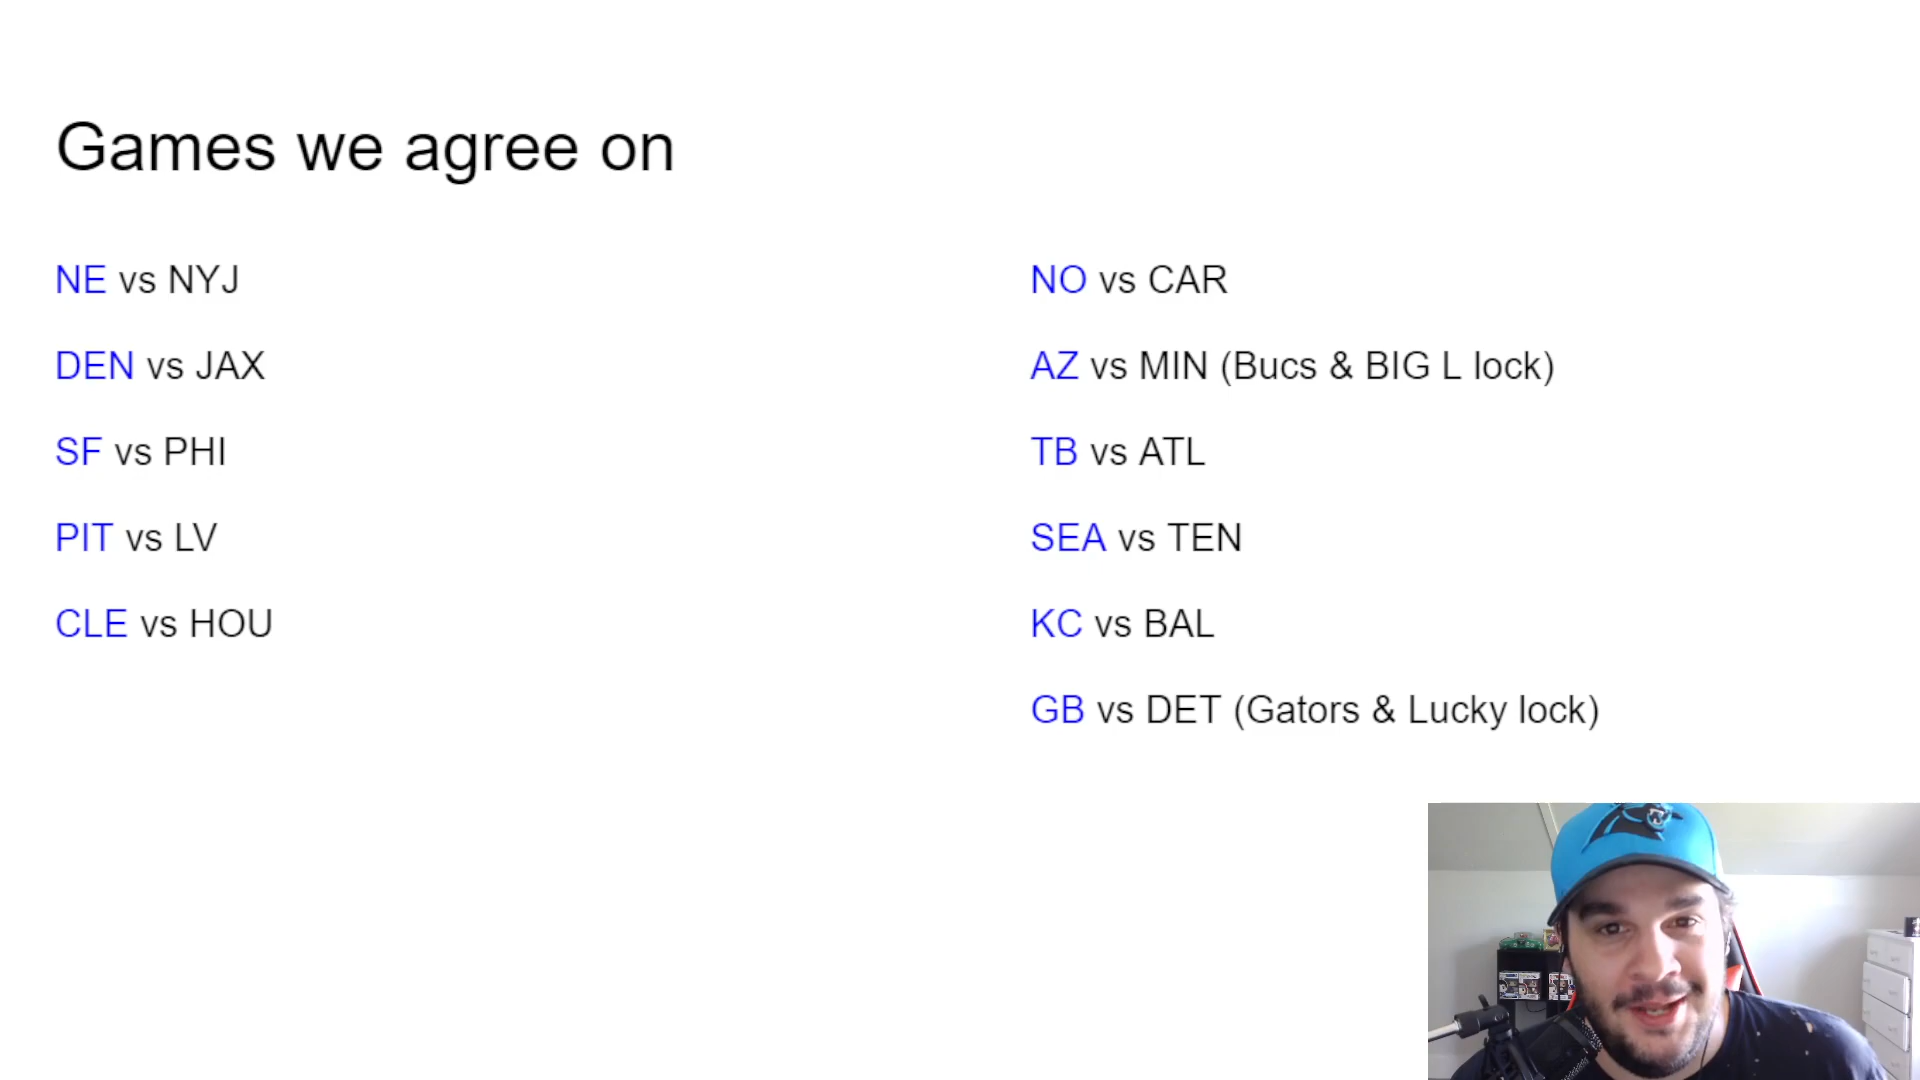 Games we agree on
NE vs NYJ
DEN vs JAX
SF vs PHI
PIT vs LV
CLE vs HOU
NO vs CAR
AZ vs MIN (Bucs & BIG L lock)
TB vs ATL
SEA vs TEN
KC vs BAL
GB vs DET (Gators & Lucky lock)